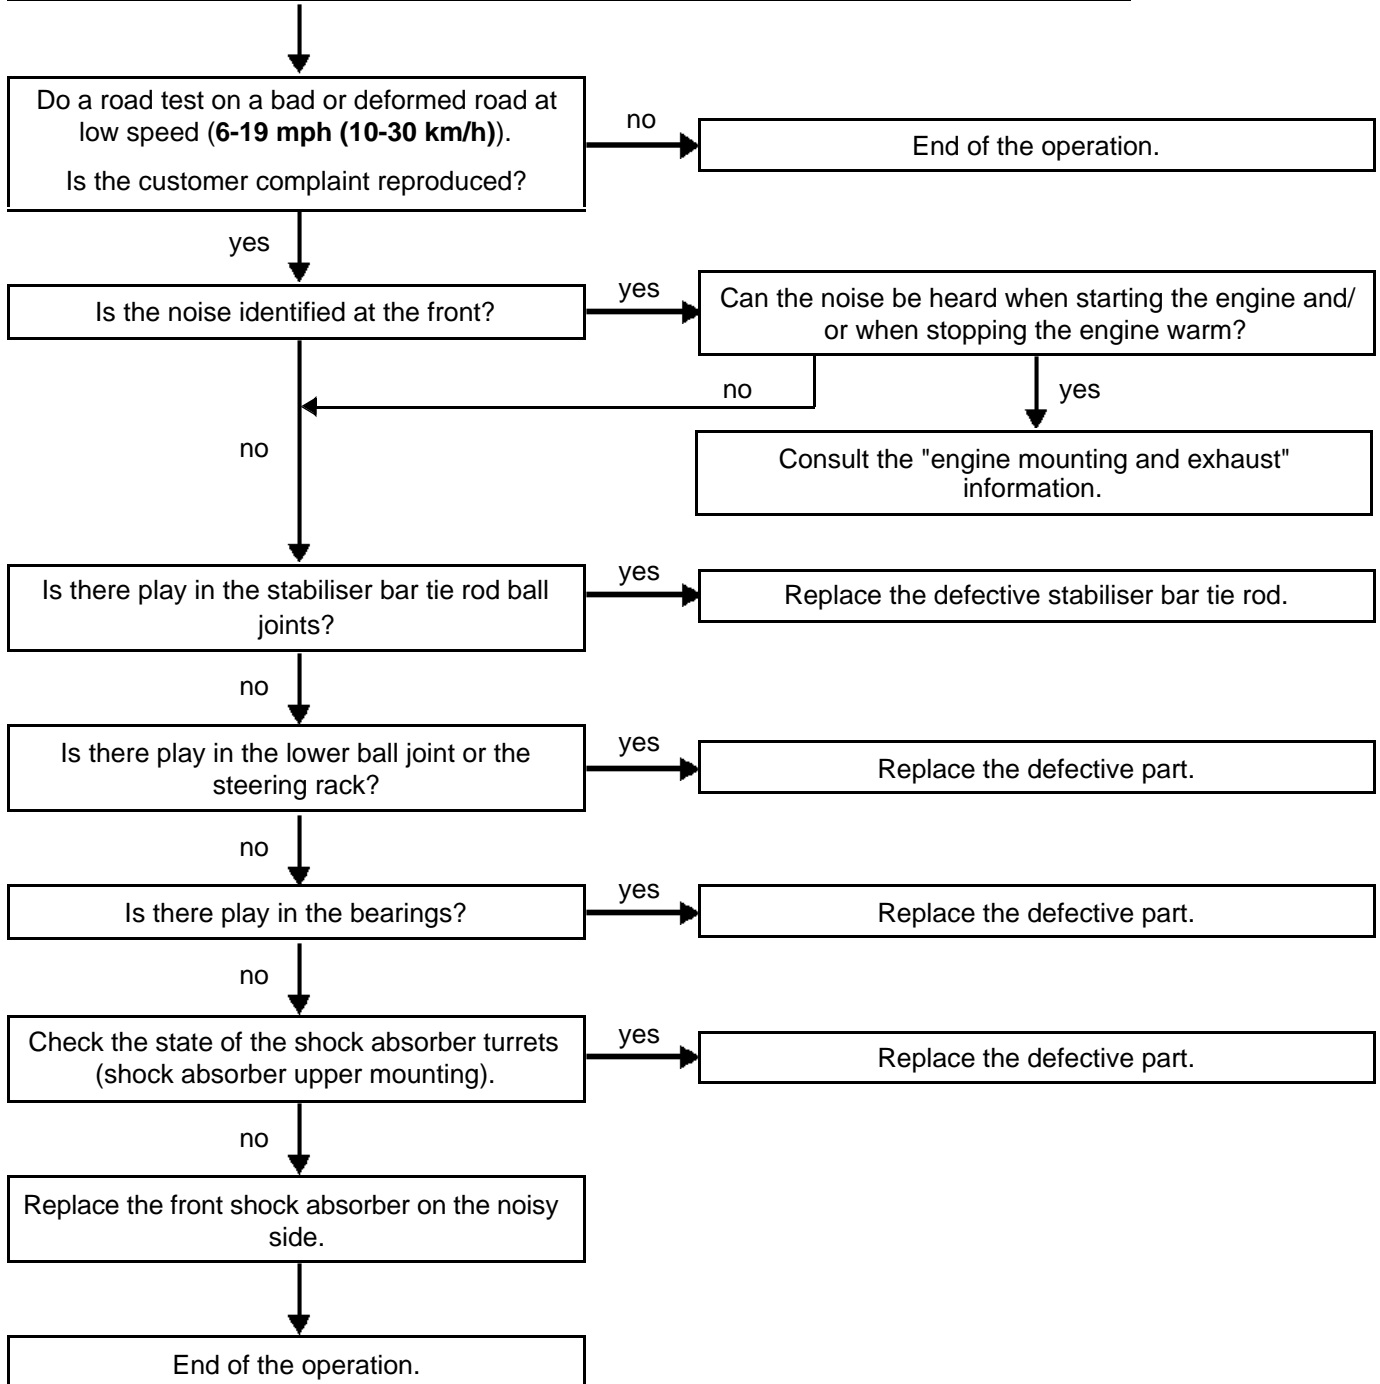 Do a road test on a bad or deformed road at
low speed (6-19 mph (10-30 km/h)).
Is the customer complaint reproduced?
no
End of the operation.
yes
Is the noise identified at the front?
yes
Can the noise be heard when starting the engine and/
or when stopping the engine warm?
no
yes
no
Consult the "engine mounting and exhaust"
information.
Is there play in the stabiliser bar tie rod ball
joints?
yes
Replace the defective stabiliser bar tie rod.
no
Is there play in the lower ball joint or the
steering rack?
yes
Replace the defective part.
no
Is there play in the bearings?
yes
Replace the defective part.
no
Check the state of the shock absorber turrets
(shock absorber upper mounting).
yes
Replace the defective part.
no
Replace the front shock absorber on the noisy
side.
End of the operation.